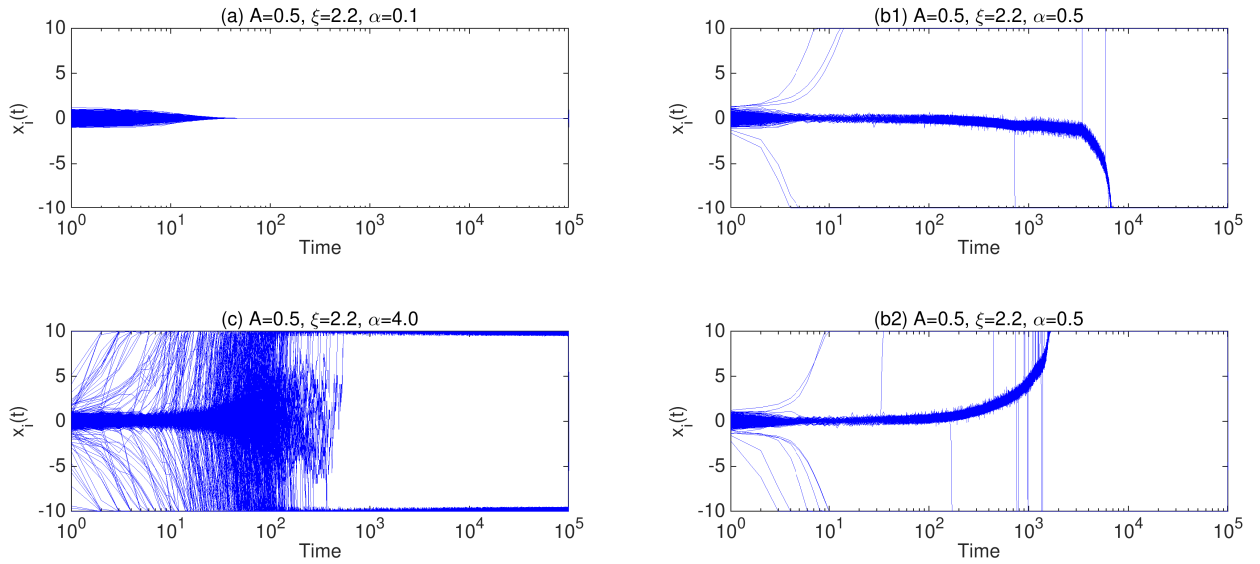 (a) A=0.5, ξ=2.2, α=0.1
10
5
0
-5
-10
x_i(t)
10^0 10^1 10^2 10^3 10^4 10^5
Time
(b1) A=0.5, ξ=2.2, α=0.5
10
5
0
-5
-10
x_i(t)
10^0 10^1 10^2 10^3 10^4 10^5
Time
(c) A=0.5, ξ=2.2, α=4.0
10
5
0
-5
-10
x_i(t)
10^0 10^1 10^2 10^3 10^4 10^5
Time
(b2) A=0.5, ξ=2.2, α=0.5
10
5
0
-5
-10
x_i(t)
10^0 10^1 10^2 10^3 10^4 10^5
Time